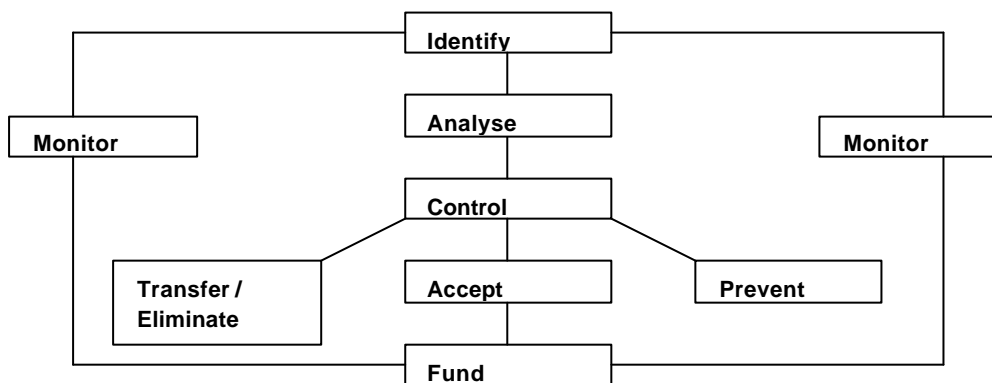 Identify
Monitor
Analyse
Monitor
Control
Transfer /
Eliminate
Accept
Prevent
Fund